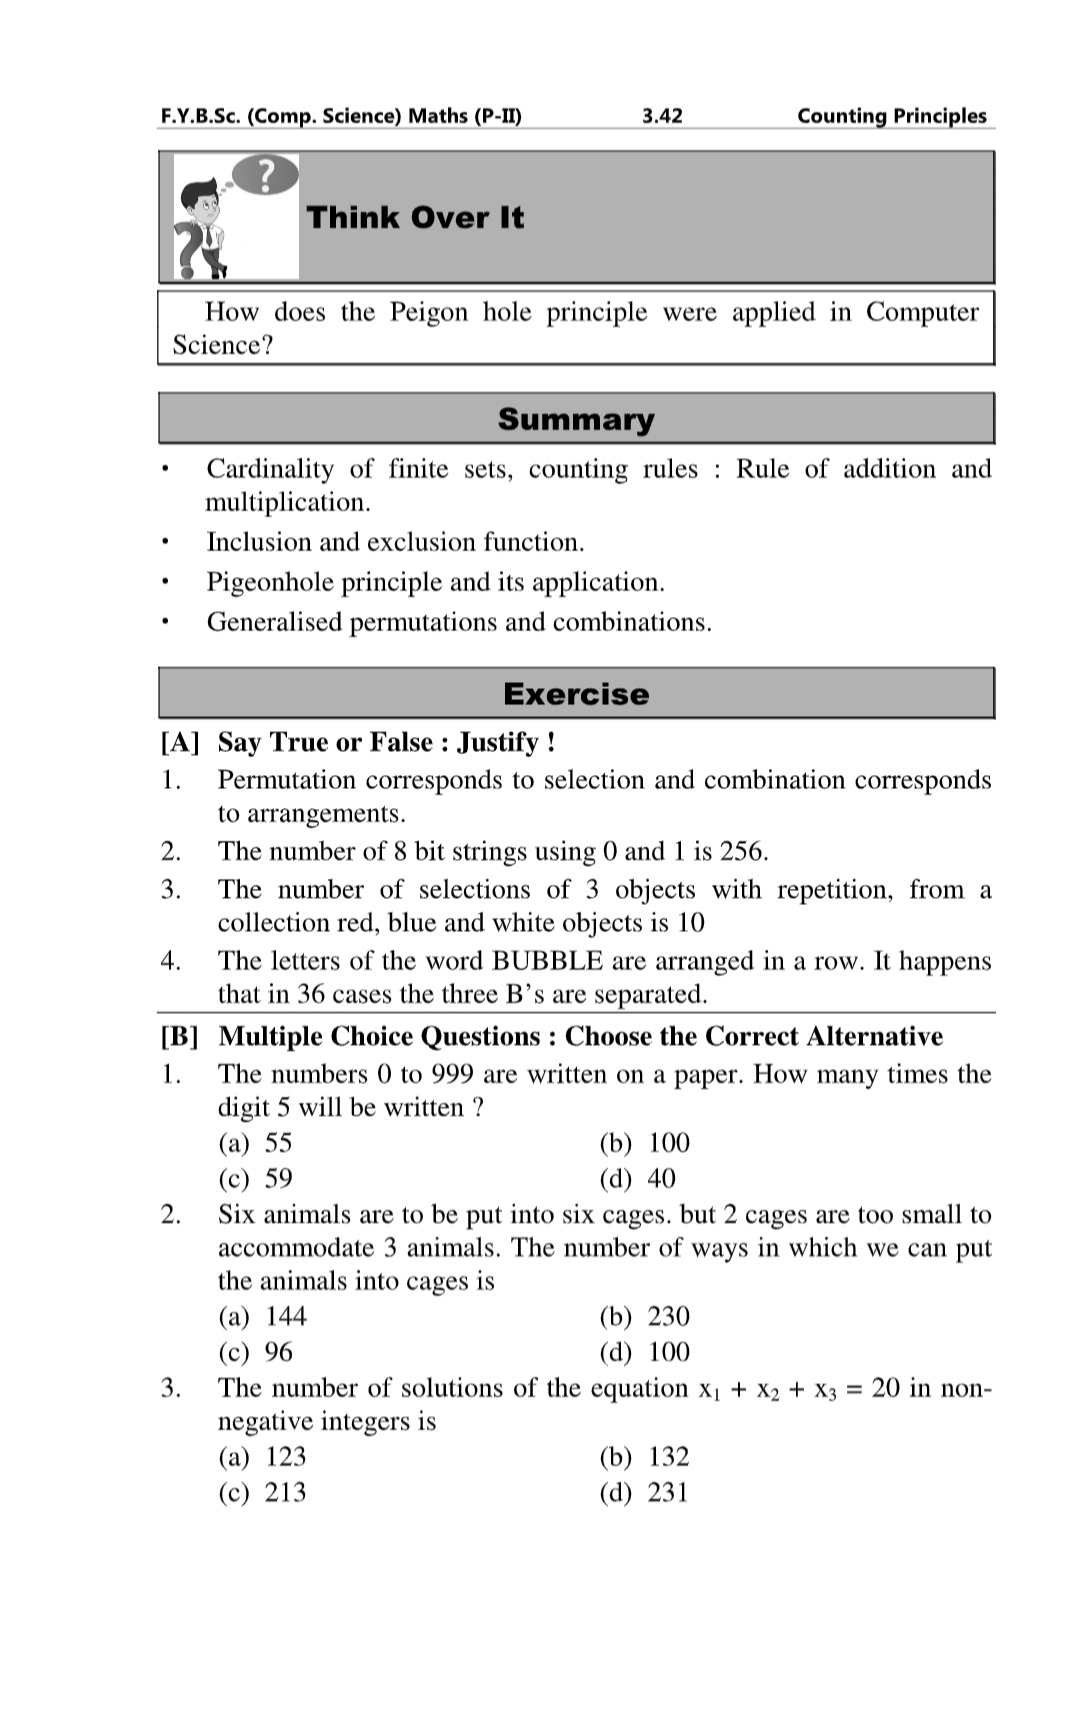 F.Y.B.Sc. (Comp. Science) Maths (P-II) 3.42 Counting Principles
?
Think Over It
How does the Peigon hole principle were applied in Computer
Science?
Summary
• Cardinality of finite sets, counting rules : Rule of addition and
multiplication.
• Inclusion and exclusion function.
• Pigeonhole principle and its application.
• Generalised permutations and combinations.
Exercise
[A] Say True or False : Justify !
1. Permutation corresponds to selection and combination corresponds
to arrangements.
2. The number of 8 bit strings using 0 and 1 is 256.
3. The number of selections of 3 objects with repetition, from a
collection red, blue and white objects is 10
4. The letters of the word BUBBLE are arranged in a row. It happens
that in 36 cases the three B’s are separated.
[B] Multiple Choice Questions : Choose the Correct Alternative
1. The numbers 0 to 999 are written on a paper. How many times the
digit 5 will be written ?
(a) 55 (b) 100
(c) 59 (d) 40
2. Six animals are to be put into six cages. but 2 cages are too small to
accommodate 3 animals. The number of ways in which we can put
the animals into cages is
(a) 144 (b) 230
(c) 96 (d) 100
3. The number of solutions of the equation x₁ + x₂ + x₃ = 20 in non-
negative integers is
(a) 123 (b) 132
(c) 213 (d) 231